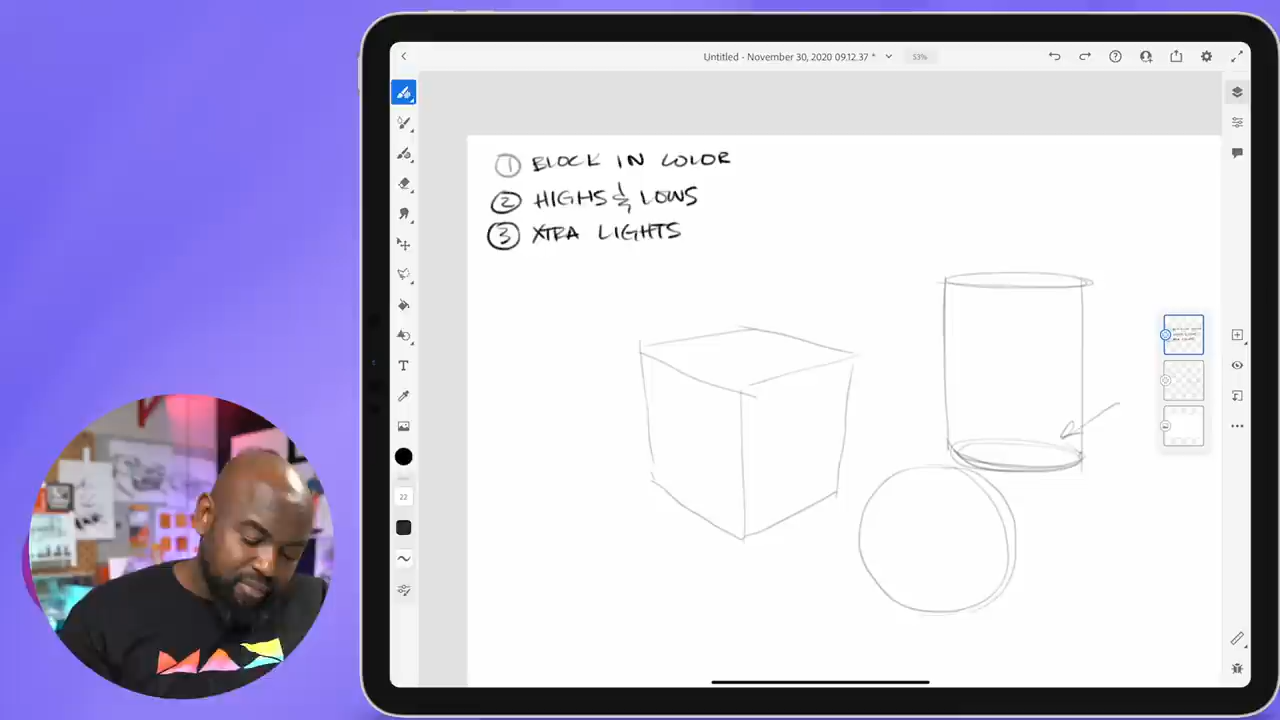 Untitled - November 30, 2020 09.12.37 *
53%
① BLOCK IN COLOR
② HIGHS & LOWS
③ XTRA LIGHTS
T
22